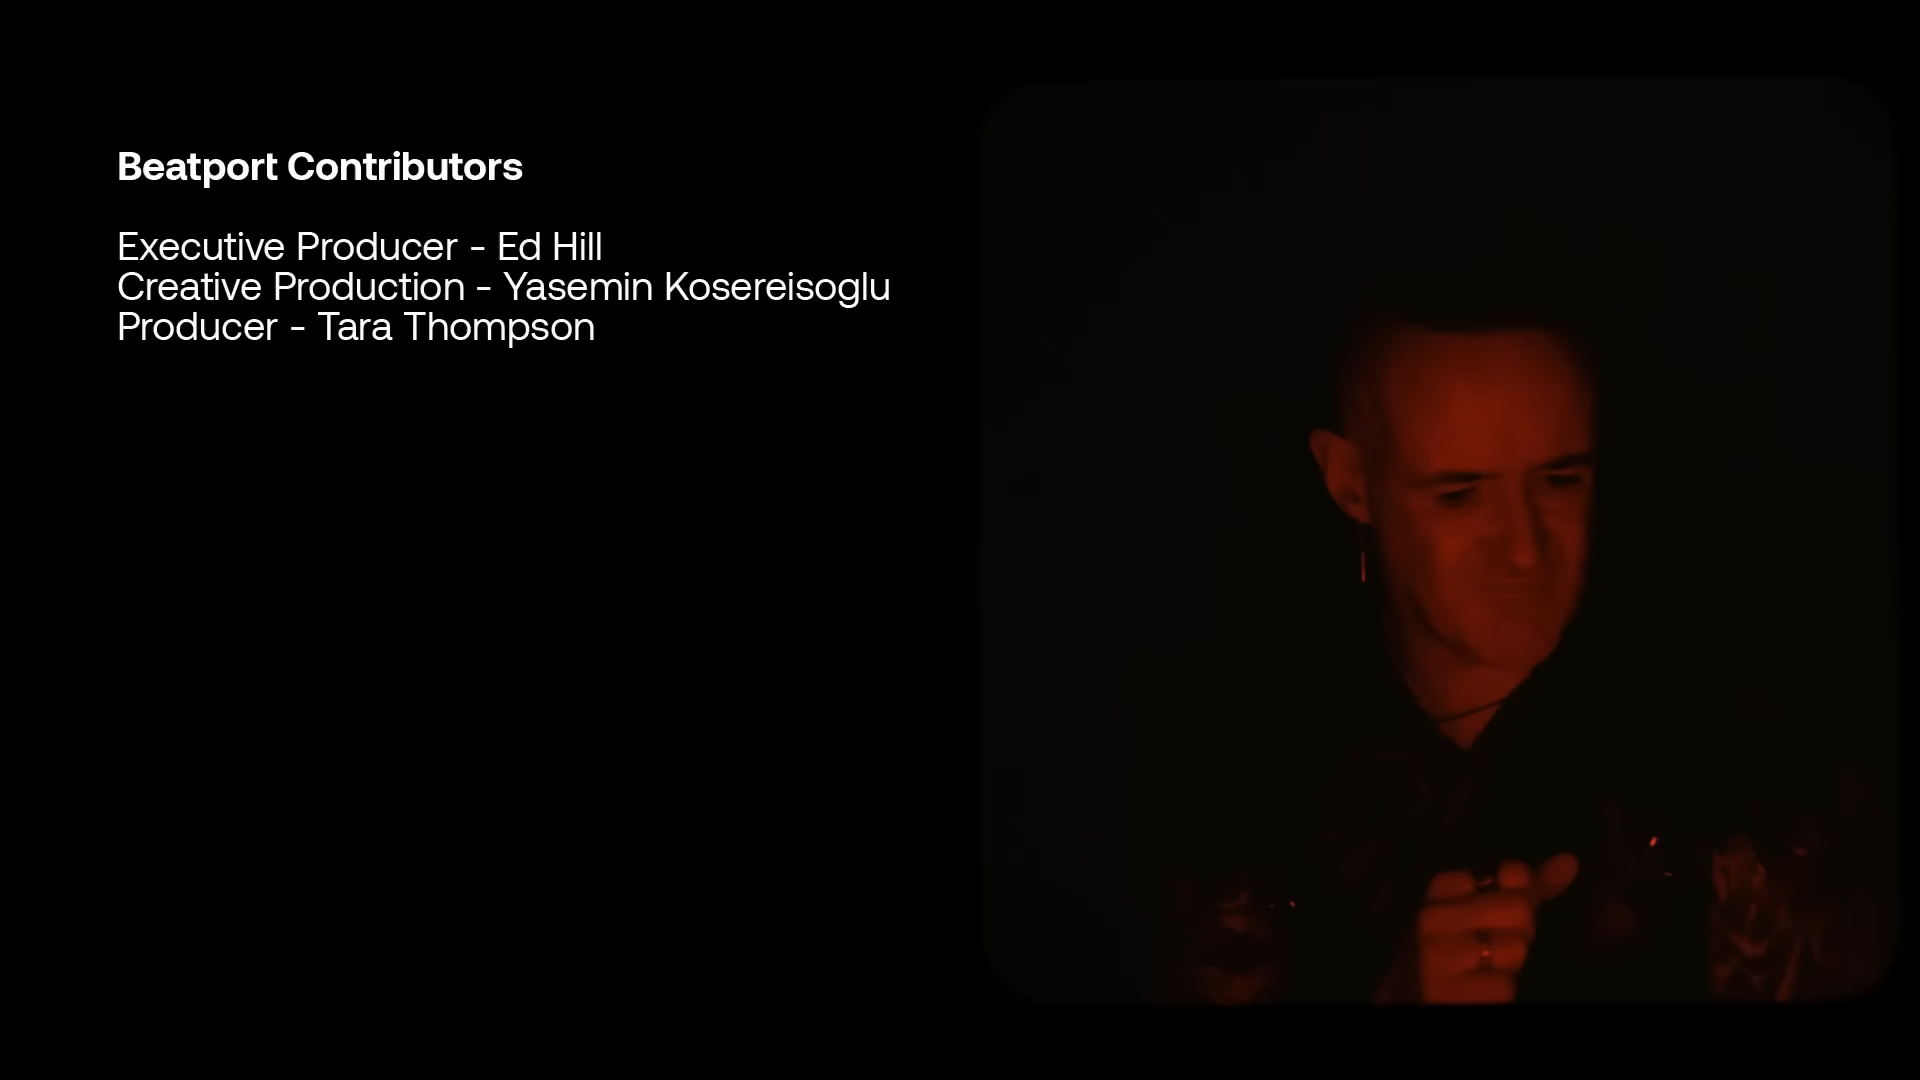 Beatport Contributors
Executive Producer - Ed Hill
Creative Production - Yasemin Kosereisoglu
Producer - Tara Thompson